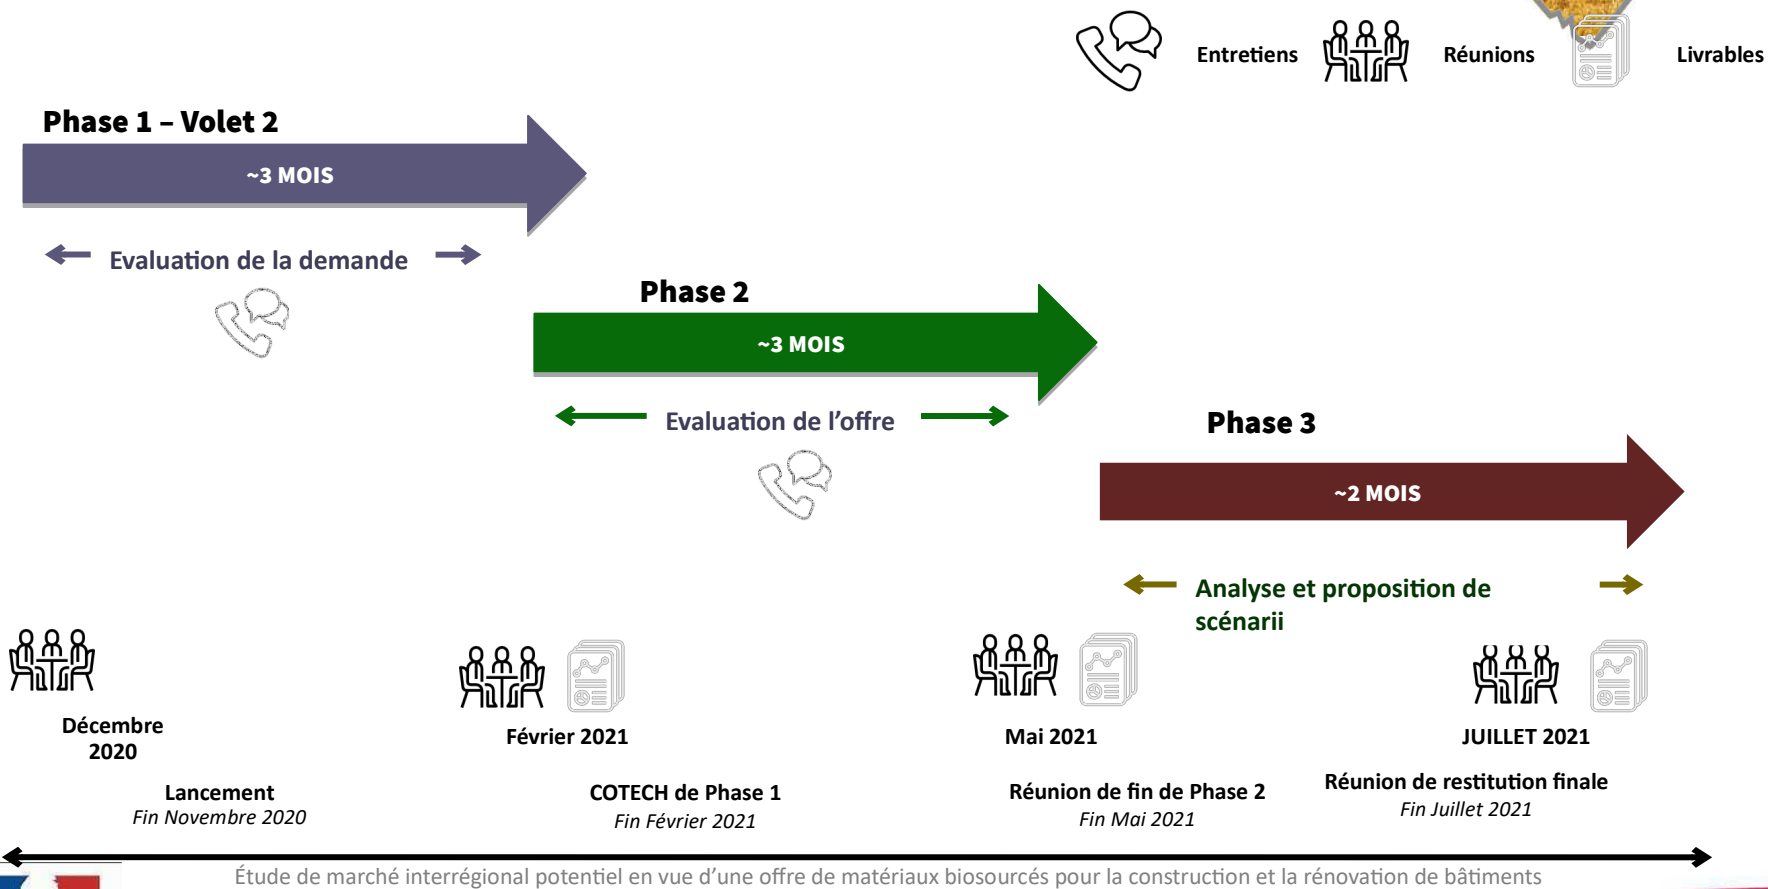 Entretiens
Réunions
Livrables
Phase 1 – Volet 2
~3 MOIS
Evaluation de la demande
Phase 2
~3 MOIS
Evaluation de l’offre
Phase 3
~2 MOIS
Analyse et proposition de
scénarii
Décembre
2020
Février 2021
Mai 2021
JUILLET 2021
Lancement
Fin Novembre 2020
COTECH de Phase 1
Fin Février 2021
Réunion de fin de Phase 2
Fin Mai 2021
Réunion de restitution finale
Fin Juillet 2021
Étude de marché interrégional potentiel en vue d’une offre de matériaux biosourcés pour la construction et la rénovation de bâtiments